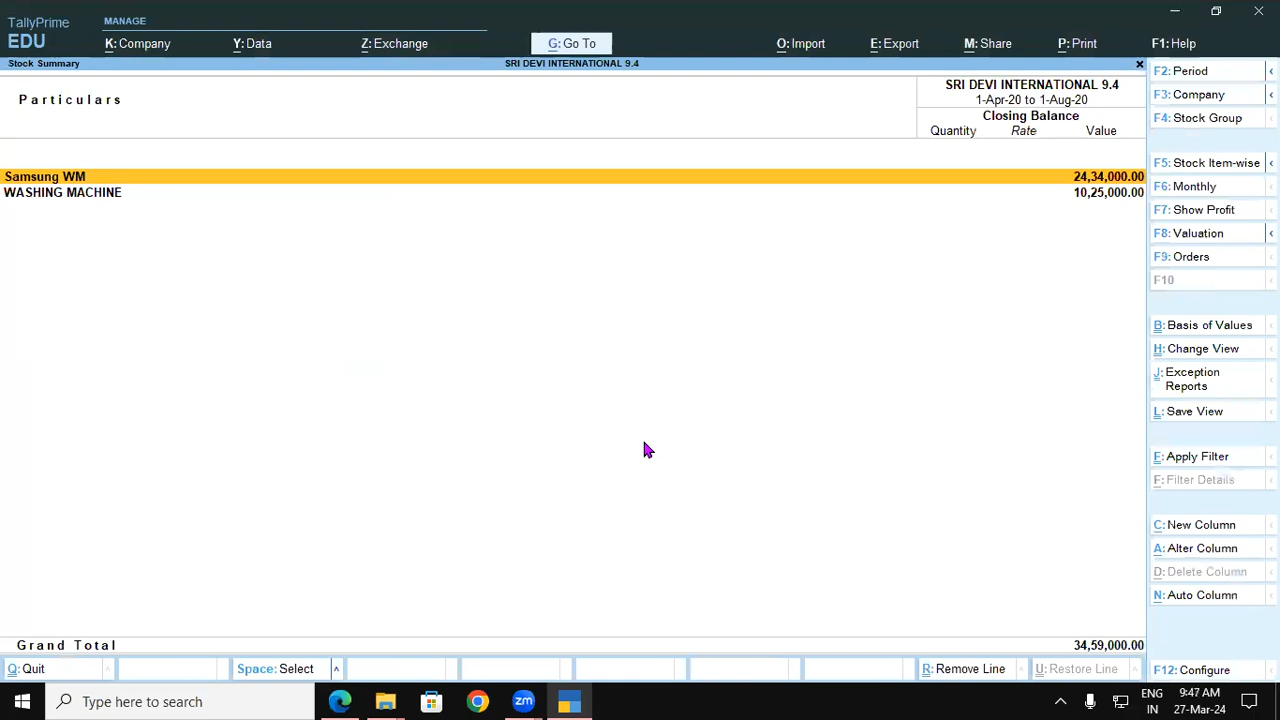 TallyPrime
EDU
MANAGE
K: Company
Y: Data
Z: Exchange
G: Go To
O: Import
E: Export
M: Share
P: Print
F1: Help
Stock Summary
SRI DEVI INTERNATIONAL 9.4
Particulars
SRI DEVI INTERNATIONAL 9.4
1-Apr-20 to 1-Aug-20
Closing Balance
Quantity Rate Value
Samsung WM 24,34,000.00
WASHING MACHINE 10,25,000.00
Grand Total 34,59,000.00
Q: Quit
Space: Select
R: Remove Line
U: Restore Line
F2: Period
F3: Company
F4: Stock Group
F5: Stock Item-wise
F6: Monthly
F7: Show Profit
F8: Valuation
F9: Orders
F10
B: Basis of Values
H: Change View
J: Exception
Reports
L: Save View
F: Apply Filter
F: Filter Details
C: New Column
A: Alter Column
D: Delete Column
N: Auto Column
F12: Configure
Type here to search
zm
ENG
IN
9:47 AM
27-Mar-24